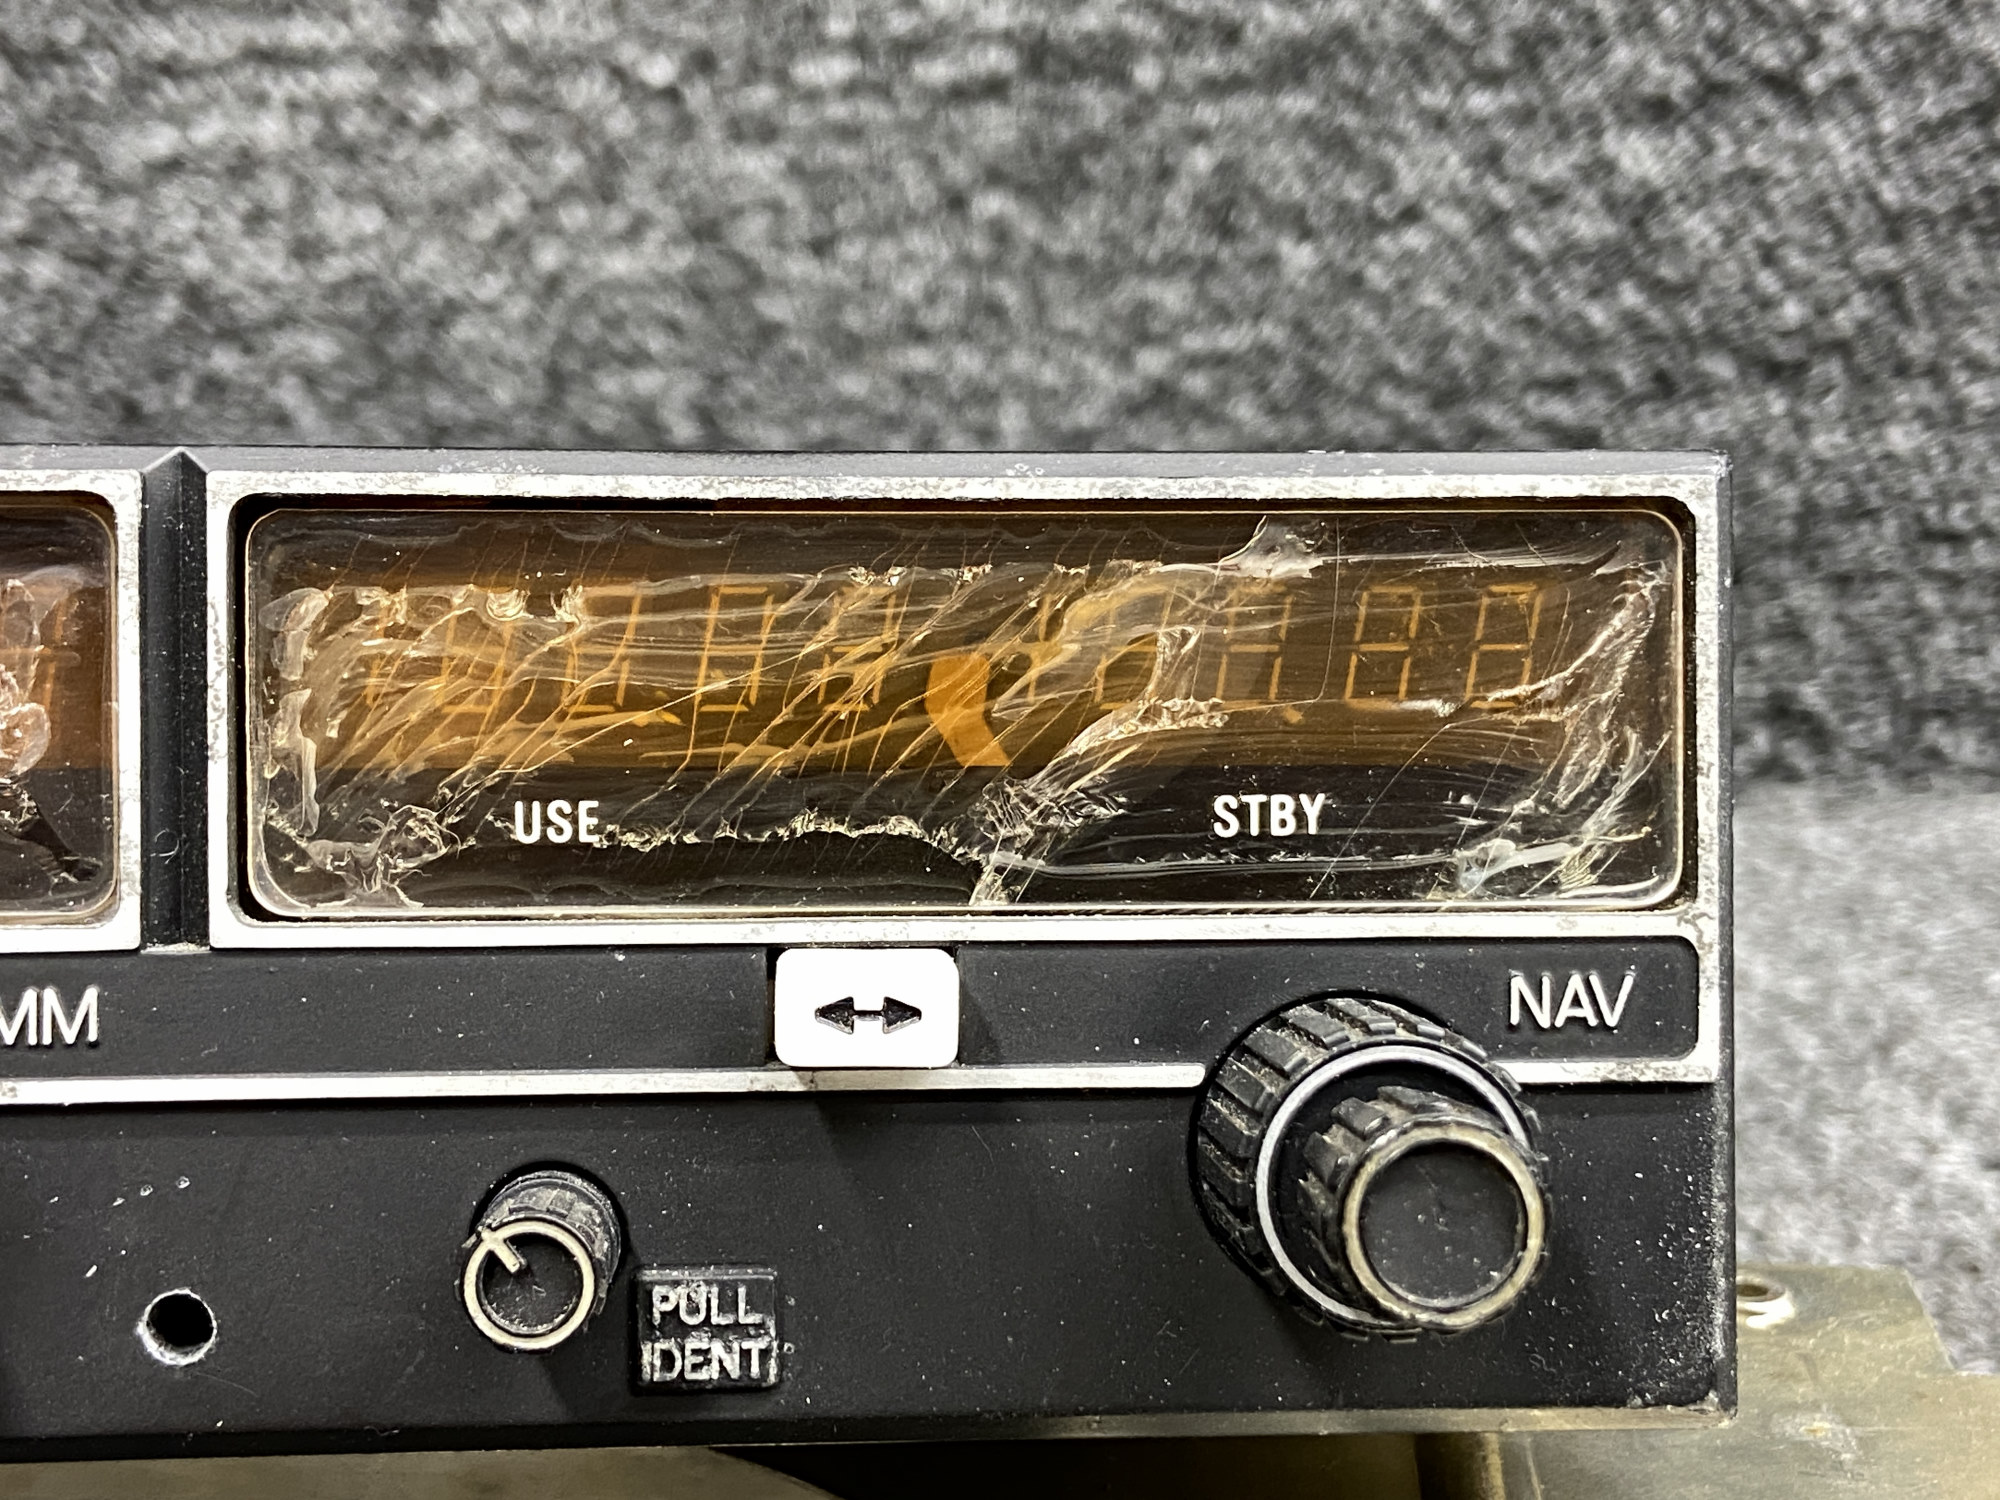 USE STBY
MM NAV
PULL
IDENT